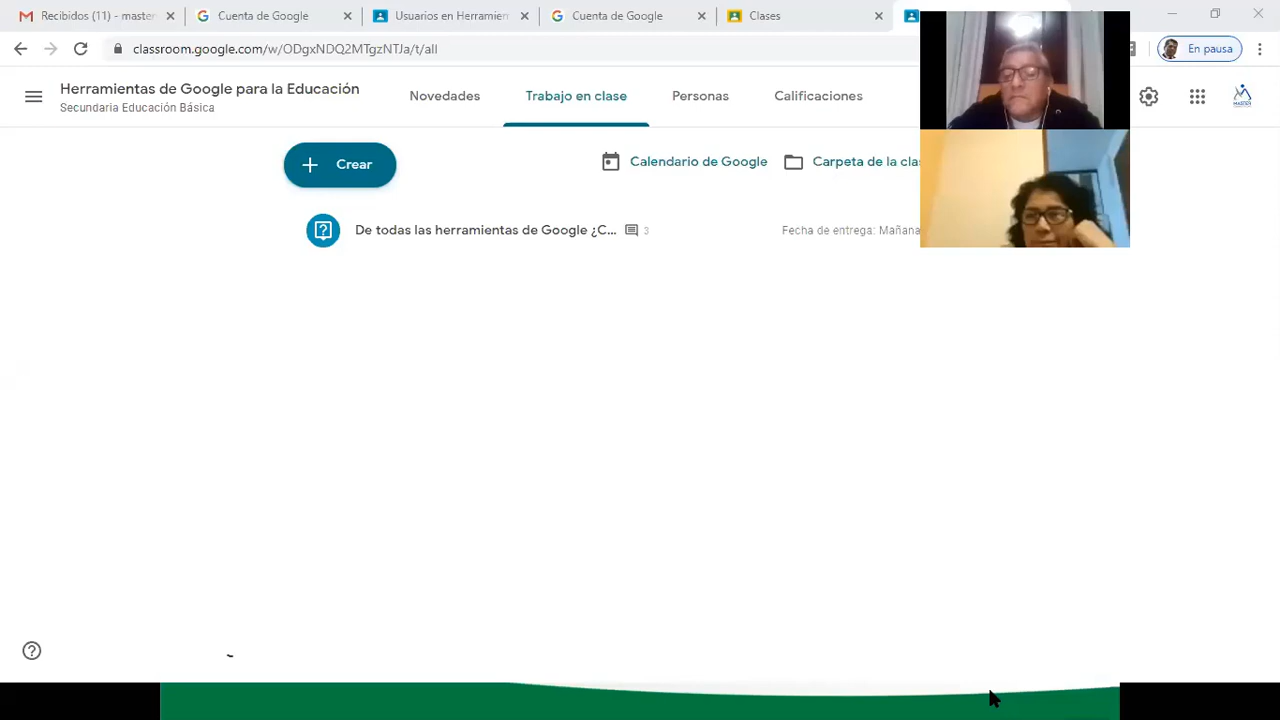 Recibidos (11) - master
Cuenta de Google
Usuarios en Herramien
Cuenta de Google
Clases
classroom.google.com/w/ODgxNDQ2MTgzNTJa/t/all
En pausa
Herramientas de Google para la Educación
Secundaria Educación Básica
Novedades
Trabajo en clase
Personas
Calificaciones
Crear
Calendario de Google
Carpeta de la clas
De todas las herramientas de Google ¿C...
3
Fecha de entrega: Mañana